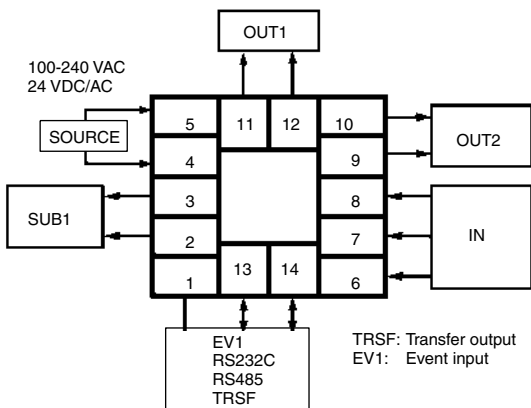 OUT1
100-240 VAC
24 VDC/AC
SOURCE
5 11 12 10
OUT2
4 9
SUB1
3 8
IN
2 7
1 13 14 6
EV1
RS232C
RS485
TRSF
TRSF: Transfer output
EV1: Event input